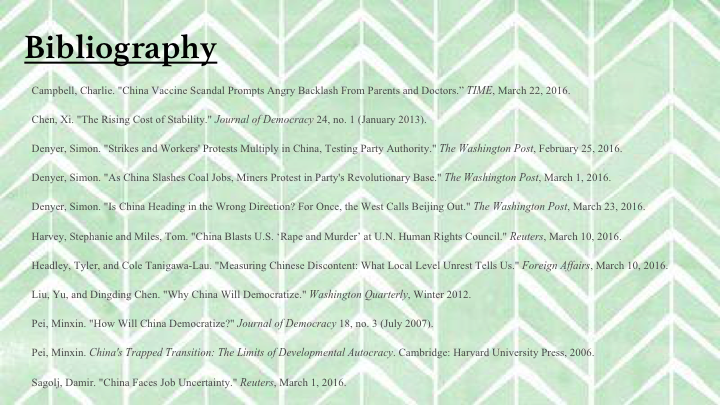 Bibliography
Campbell, Charlie. "China Vaccine Scandal Prompts Angry Backlash From Parents and Doctors.” TIME, March 22, 2016.
Chen, Xi. "The Rising Cost of Stability." Journal of Democracy 24, no. 1 (January 2013).
Denyer, Simon. "Strikes and Workers' Protests Multiply in China, Testing Party Authority." The Washington Post, February 25, 2016.
Denyer, Simon. "As China Slashes Coal Jobs, Miners Protest in Party's Revolutionary Base." The Washington Post, March 1, 2016.
Denyer, Simon. "Is China Heading in the Wrong Direction? For Once, the West Calls Beijing Out." The Washington Post, March 23, 2016.
Harvey, Stephanie and Miles, Tom. "China Blasts U.S. ‘Rape and Murder’ at U.N. Human Rights Council." Reuters, March 10, 2016.
Headley, Tyler, and Cole Tanigawa-Lau. "Measuring Chinese Discontent: What Local Level Unrest Tells Us." Foreign Affairs, March 10, 2016.
Liu, Yu, and Dingding Chen. "Why China Will Democratize." Washington Quarterly, Winter 2012.
Pei, Minxin. "How Will China Democratize?" Journal of Democracy 18, no. 3 (July 2007).
Pei, Minxin. China's Trapped Transition: The Limits of Developmental Autocracy. Cambridge: Harvard University Press, 2006.
Sagolj, Damir. "China Faces Job Uncertainty." Reuters, March 1, 2016.